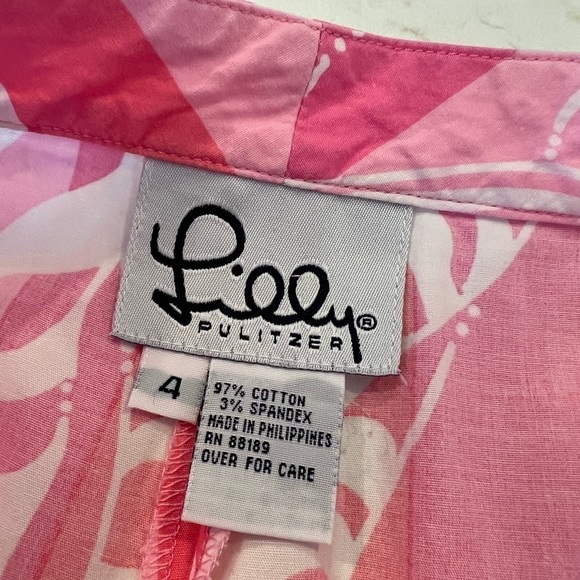 Lilly®
PULITZER
4
97% COTTON
3% SPANDEX
MADE IN PHILIPPINES
RN 88189
OVER FOR CARE